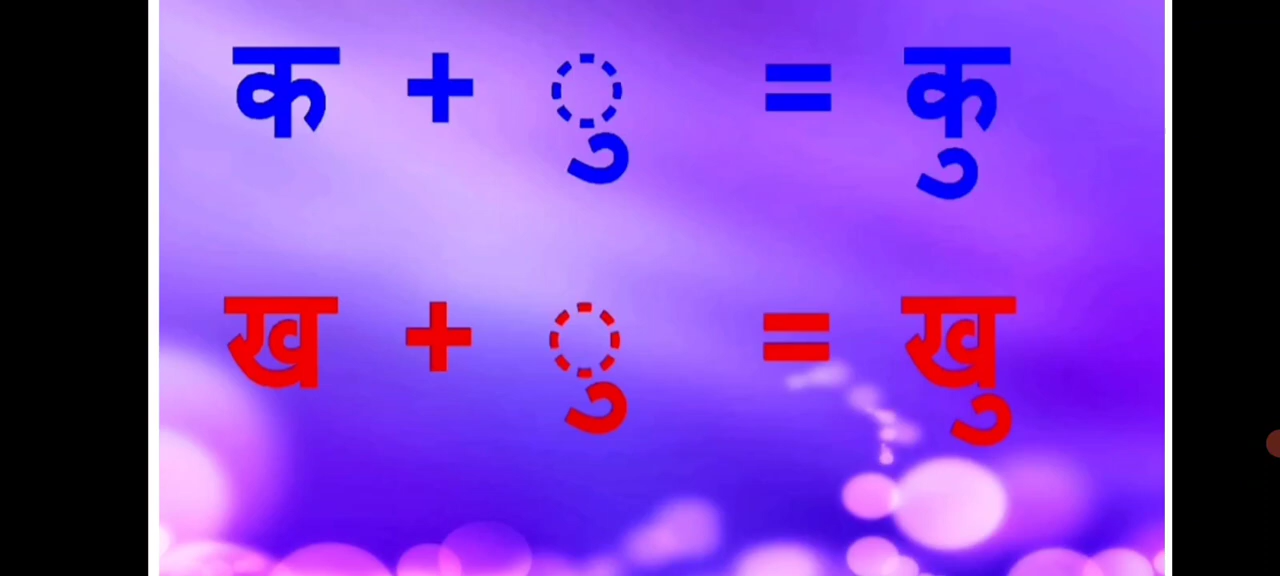 क + ु = कु
ख + ु = खु